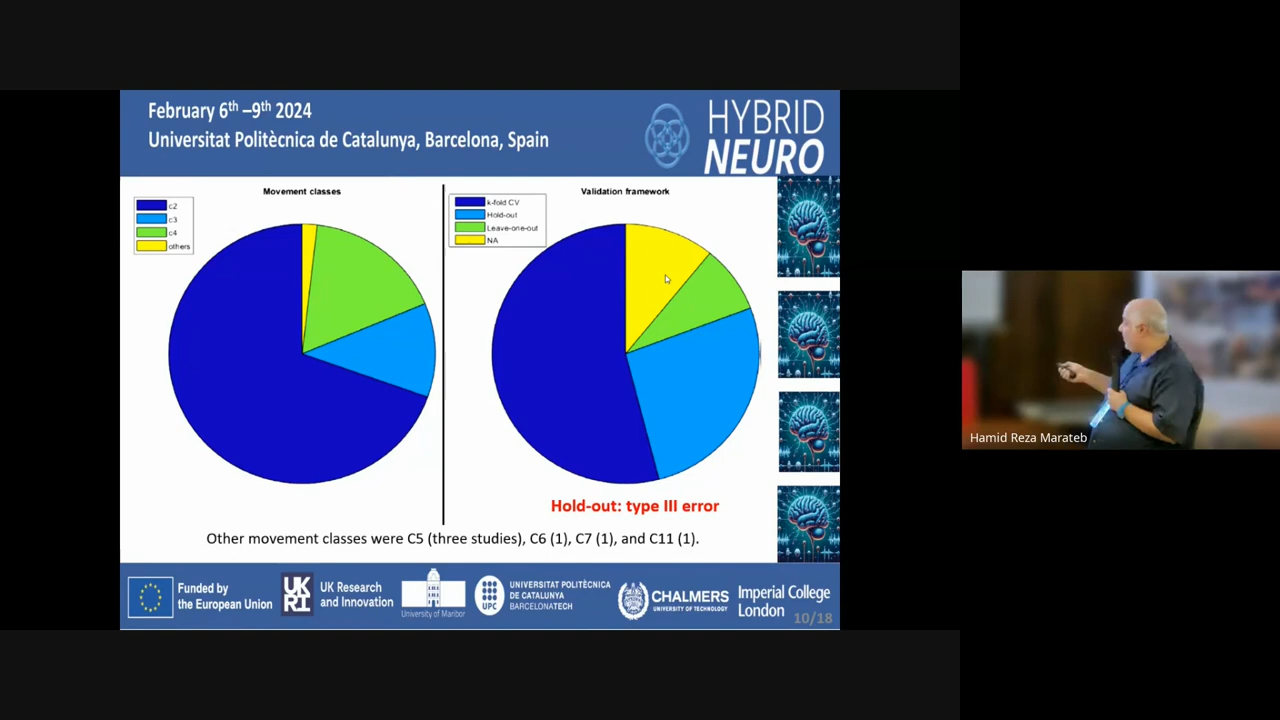 February 6th –9th 2024
Universitat Politècnica de Catalunya, Barcelona, Spain
HYBRID
NEURO
Movement classes
c2
c3
c4
others
Validation framework
k-fold CV
Hold-out
Leave-one-out
NA
Hold-out: type III error
Other movement classes were C5 (three studies), C6 (1), C7 (1), and C11 (1).
Funded by
the European Union
UK
RI
UK Research
and Innovation
University of Maribor
UPC
UNIVERSITAT POLITÈCNICA
DE CATALUNYA
BARCELONATECH
CHALMERS
UNIVERSITY OF TECHNOLOGY
Imperial College
London
10/18
Hamid Reza Marateb